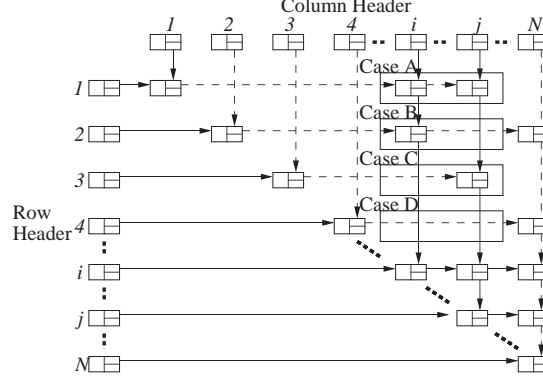 Column Header
1 2 3 4 i j N
Case A
1
Case B
2
Case C
3
Case D
Row
Header
4
i
j
N